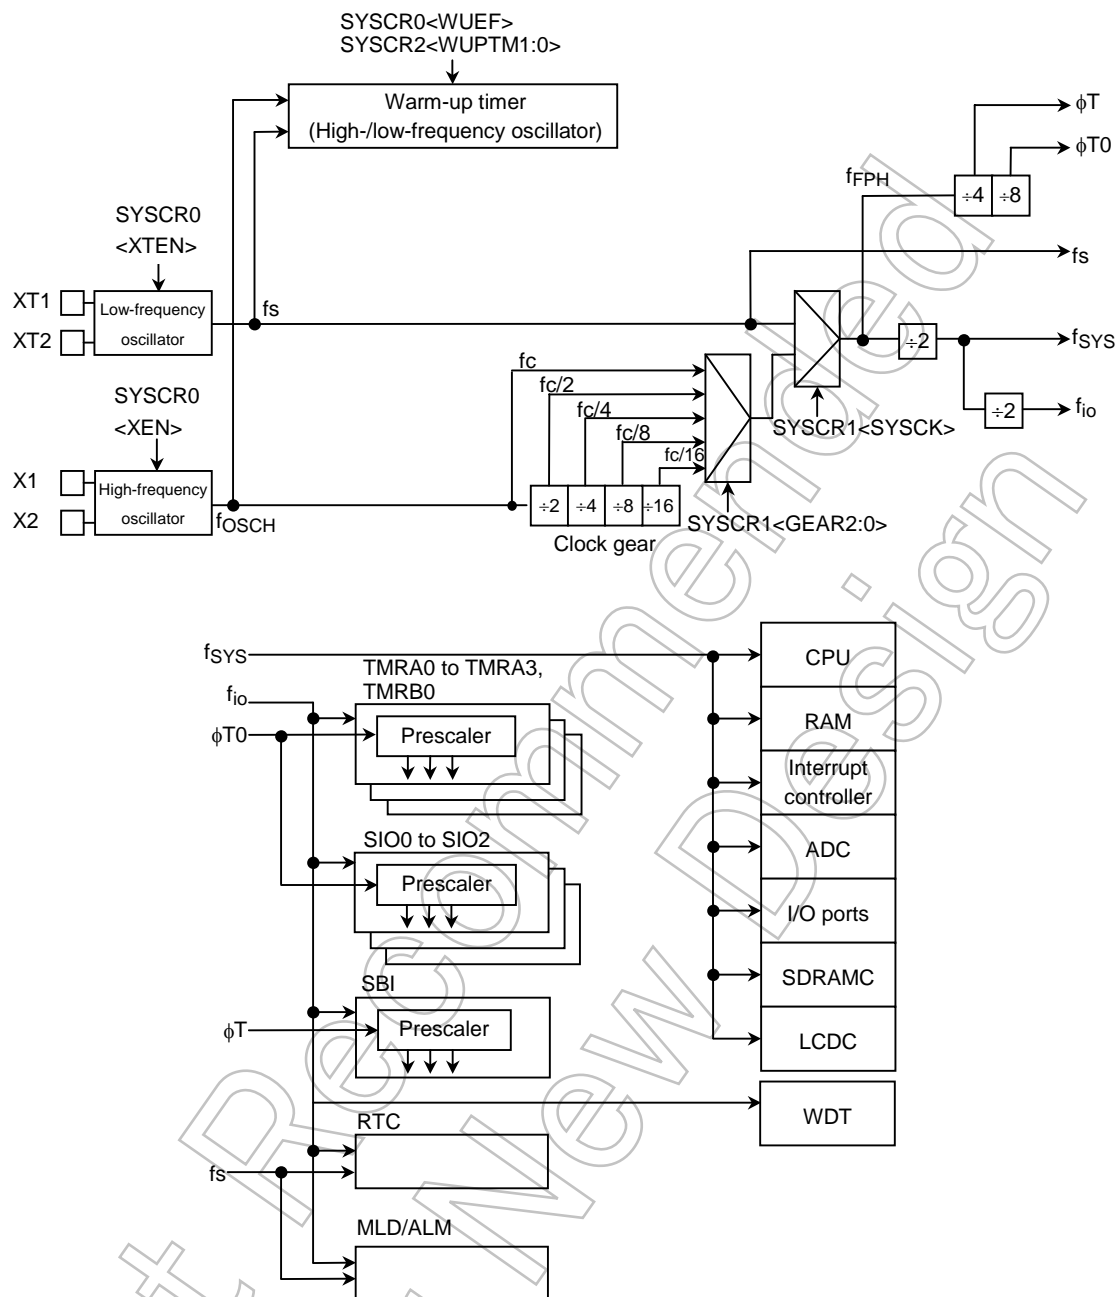 SYSCR0<WUEF>
SYSCR2<WUPTM1:0>
Warm-up timer
(High-/low-frequency oscillator)
φT
φT0
fFPH
÷4
÷8
SYSCR0
<XTEN>
fs
XT1
XT2
Low-frequency
oscillator
fs
÷2
fSYS
fc
fc/2
fc/4
fc/8
fc/16
÷2
fio
SYSCR1<SYSCK>
SYSCR0
<XEN>
X1
X2
High-frequency
oscillator
fOSCH
÷2
÷4
÷8
÷16
SYSCR1<GEAR2:0>
Clock gear
fSYS
TMRA0 to TMRA3,
TMRB0
fio
φT0
Prescaler
CPU
RAM
Interrupt
controller
SIO0 to SIO2
Prescaler
ADC
I/O ports
SBI
φT
Prescaler
SDRAMC
LCDC
WDT
RTC
fs
MLD/ALM
Recommended
New Design